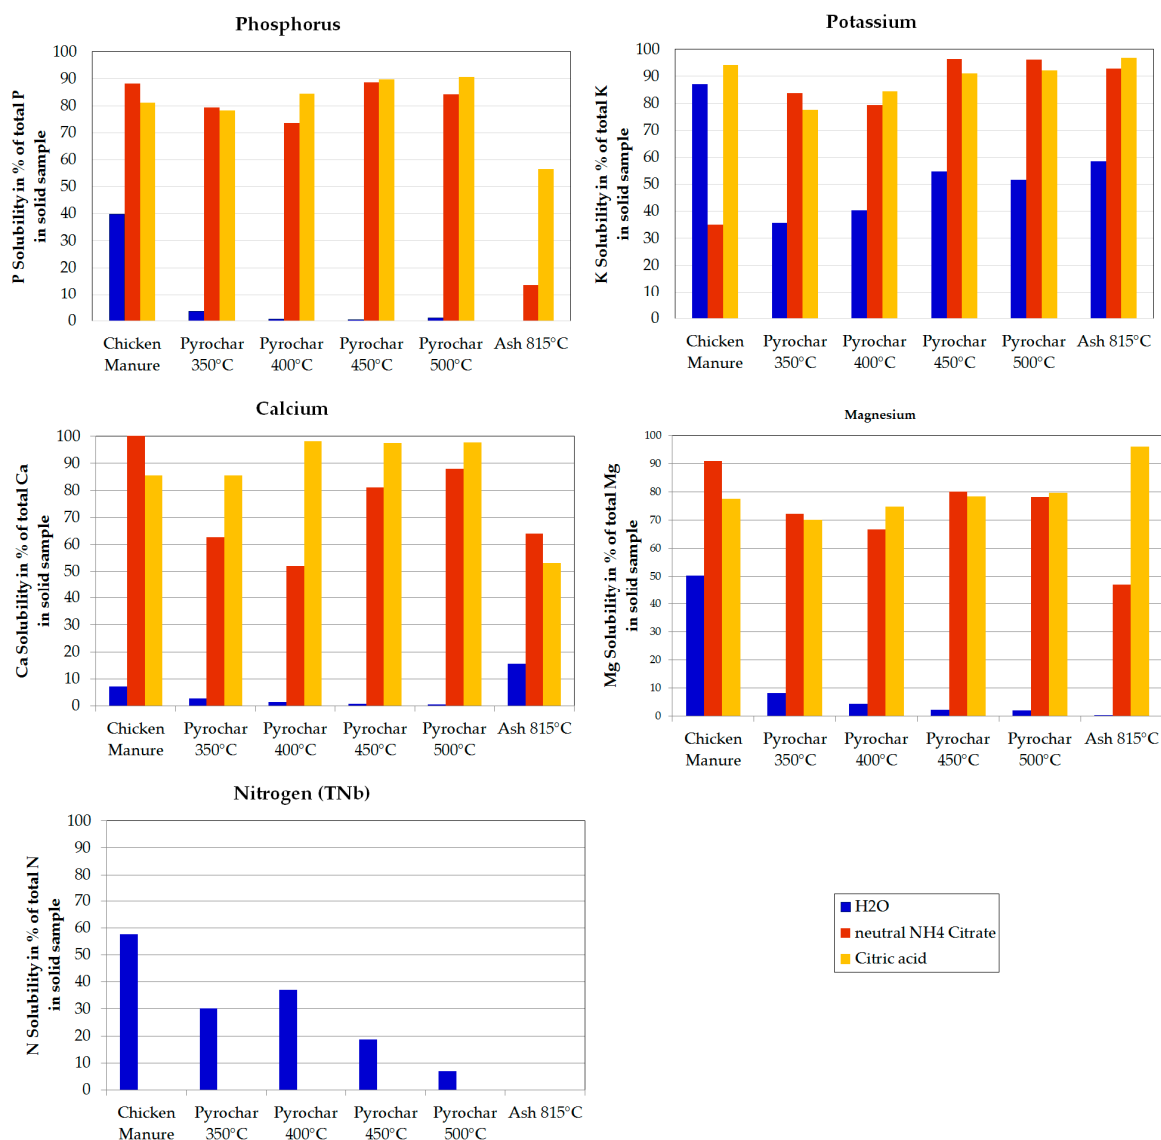 Phosphorus
P Solubility in % of total P
in solid sample
100
90
80
70
60
50
40
30
20
10
0
Chicken Manure
Pyrochar 350°C
Pyrochar 400°C
Pyrochar 450°C
Pyrochar 500°C
Ash 815°C
Potassium
K Solubility in % of total K
in solid sample
100
90
80
70
60
50
40
30
20
10
0
Chicken Manure
Pyrochar 350°C
Pyrochar 400°C
Pyrochar 450°C
Pyrochar 500°C
Ash 815°C
Calcium
Ca Solubility in % of total Ca
in solid sample
100
90
80
70
60
50
40
30
20
10
0
Chicken Manure
Pyrochar 350°C
Pyrochar 400°C
Pyrochar 450°C
Pyrochar 500°C
Ash 815°C
Magnesium
Mg Solubility in % of total Mg
in solid sample
100
90
80
70
60
50
40
30
20
10
0
Chicken Manure
Pyrochar 350°C
Pyrochar 400°C
Pyrochar 450°C
Pyrochar 500°C
Ash 815°C
Nitrogen (TNb)
N Solubility in % of total N
in solid sample
100
90
80
70
60
50
40
30
20
10
0
Chicken Manure
Pyrochar 350°C
Pyrochar 400°C
Pyrochar 450°C
Pyrochar 500°C
Ash 815°C
H2O
neutral NH4 Citrate
Citric acid